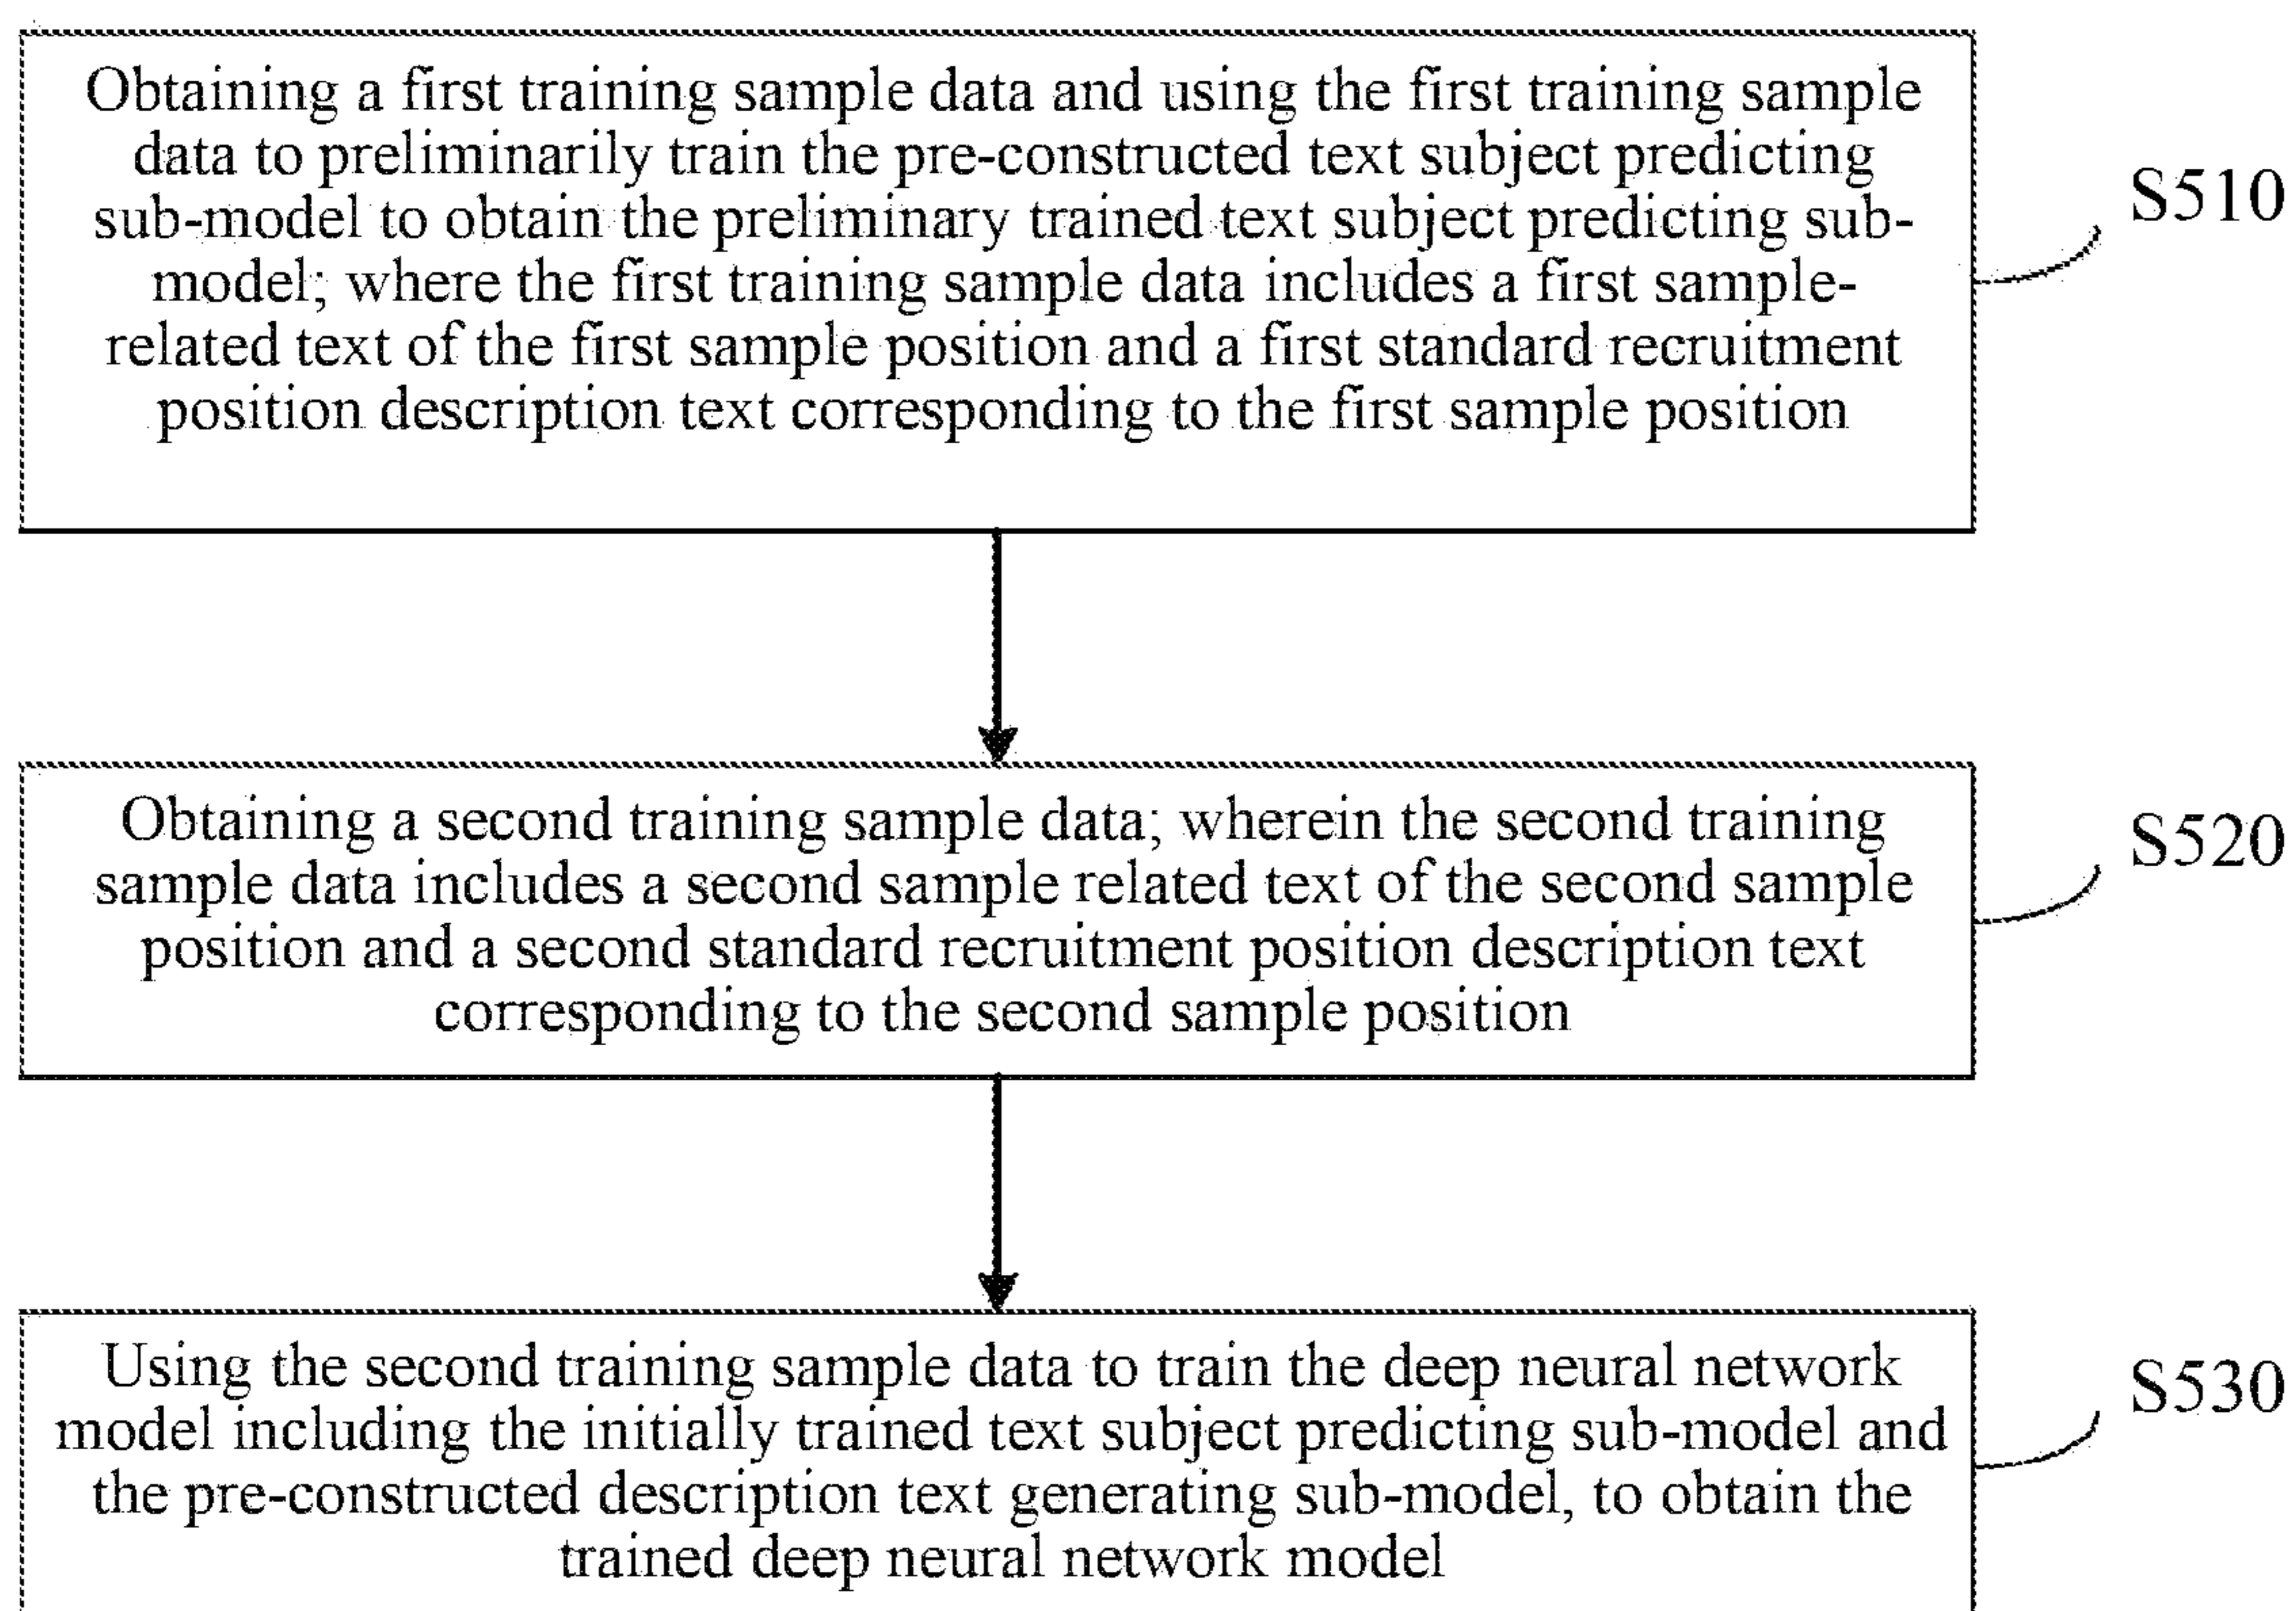 Obtaining a first training sample data and using the first training sample
data to preliminarily train the pre-constructed text subject predicting
sub-model to obtain the preliminary trained text subject predicting sub-
model; where the first training sample data includes a first sample-
related text of the first sample position and a first standard recruitment
position description text corresponding to the first sample position
S510
Obtaining a second training sample data; wherein the second training
sample data includes a second sample related text of the second sample
position and a second standard recruitment position description text
corresponding to the second sample position
S520
Using the second training sample data to train the deep neural network
model including the initially trained text subject predicting sub-model and
the pre-constructed description text generating sub-model, to obtain the
trained deep neural network model
S530